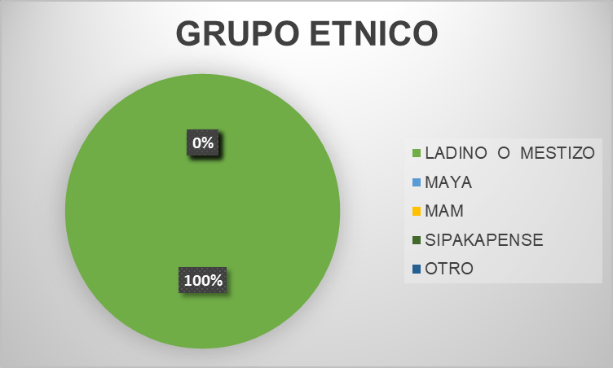 GRUPO ETNICO
0%
100%
LADINO O MESTIZO
MAYA
MAM
SIPAKAPENSE
OTRO